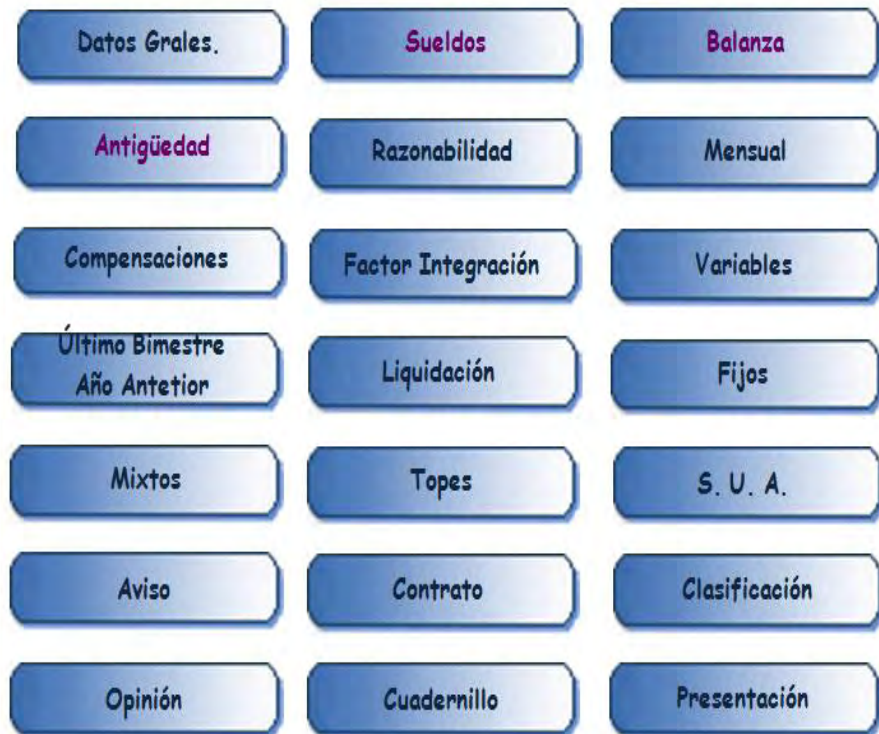 Datos Grales.
Sueldos
Balanza
Antigüedad
Razonabilidad
Mensual
Compensaciones
Factor Integración
Variables
Último Bimestre
Año Antetior
Liquidación
Fijos
Mixtos
Topes
S. U. A.
Aviso
Contrato
Clasificación
Opinión
Cuadernillo
Presentación